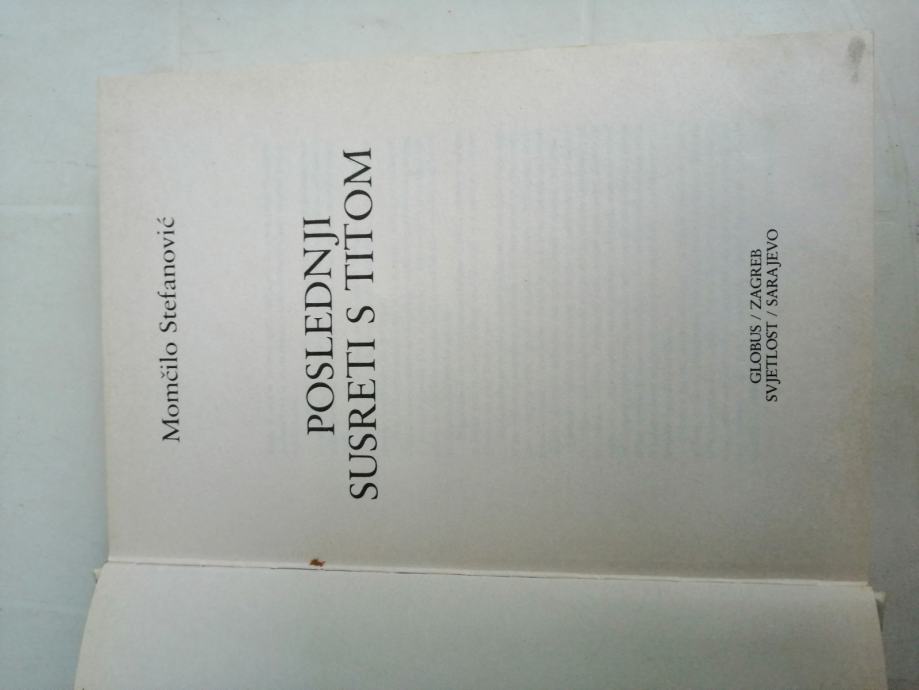 Momčilo Stefanović
POSLEDNJI
SUSRETI S TITOM
GLOBUS / ZAGREB
SVJETLOST / SARAJEVO